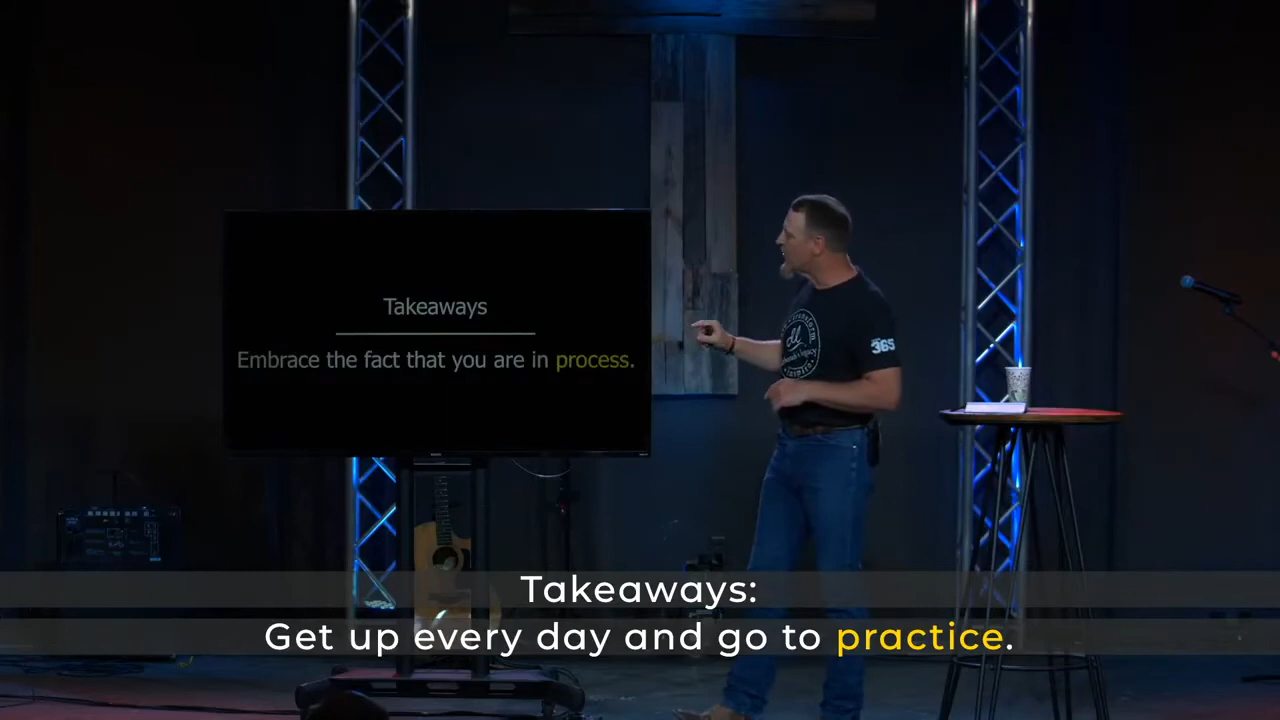 Takeaways
Embrace the fact that you are in process.
365
Takeaways:
Get up every day and go to practice.